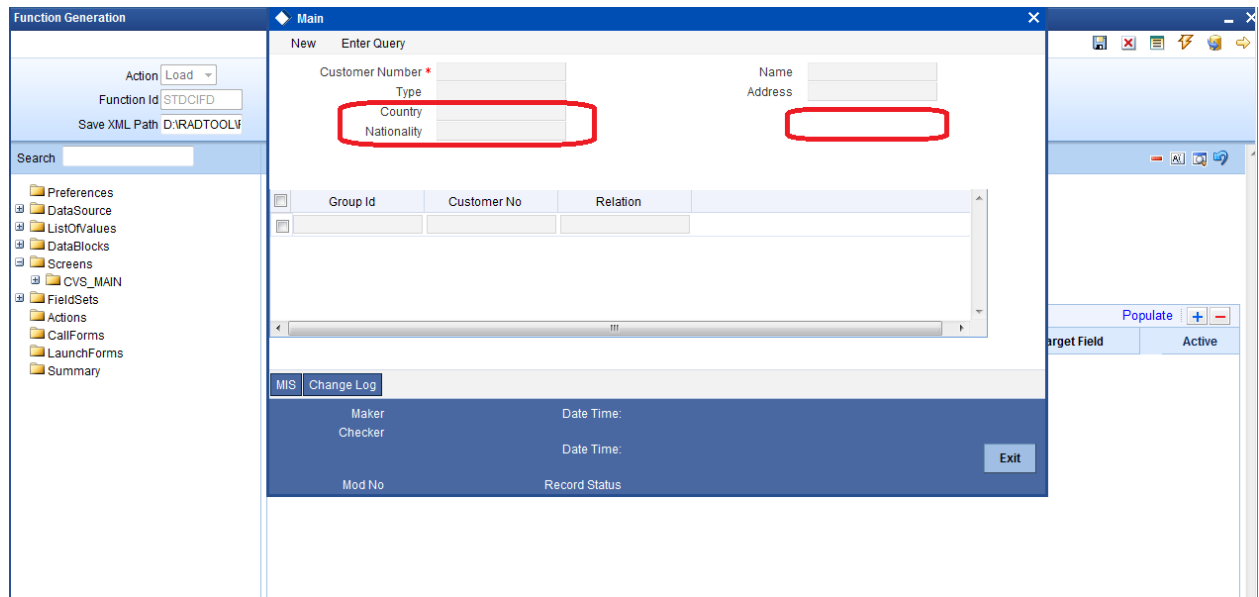 Function Generation
Action Load
Function Id STDCIFD
Save XML Path D:\RADTOOL\
Search
Preferences
DataSource
ListOfValues
DataBlocks
Screens
CVS_MAIN
FieldSets
Actions
CallForms
LaunchForms
Summary
Main
New Enter Query
Customer Number * Name
Type Address
Country
Nationality
Group Id Customer No Relation
MIS Change Log
Maker Date Time:
Checker
Date Time:
Exit
Mod No Record Status
Populate
arget Field Active